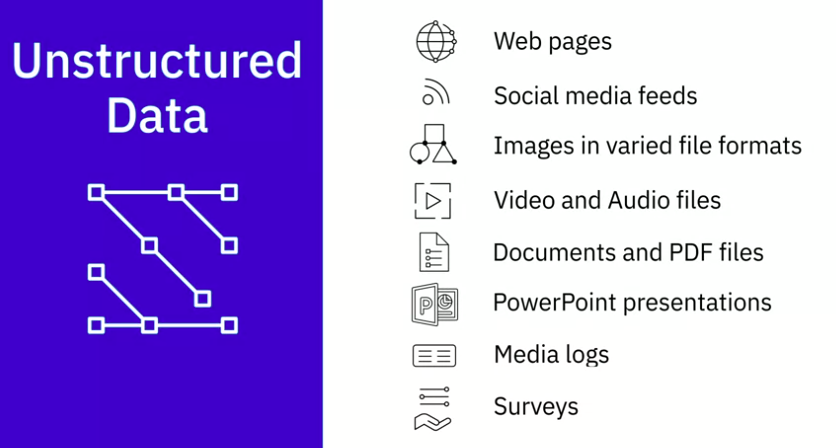 Unstructured
Data
Web pages
Social media feeds
Images in varied file formats
Video and Audio files
Documents and PDF files
P
PowerPoint presentations
Media logs
Surveys